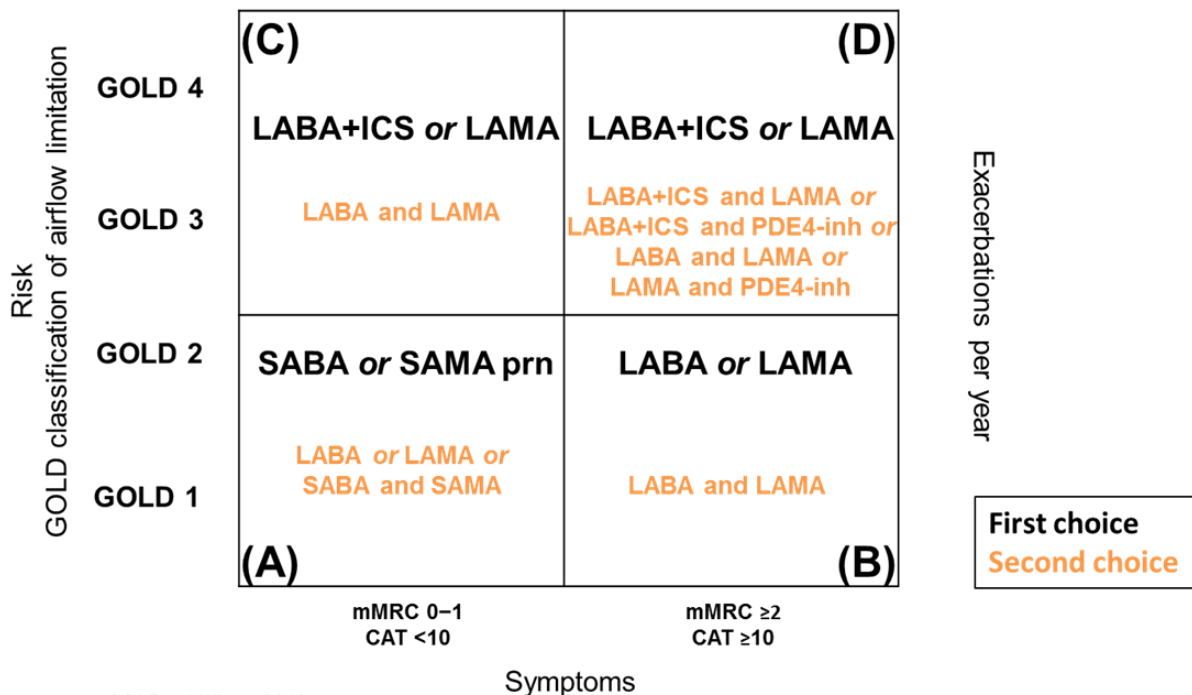 (C)
(D)
GOLD 4
LABA+ICS or LAMA
LABA+ICS or LAMA
GOLD 3
LABA and LAMA
LABA+ICS and LAMA or
LABA+ICS and PDE4-inh or
LABA and LAMA or
LAMA and PDE4-inh
Risk
GOLD classification of airflow limitation
Exacerbations per year
GOLD 2
SABA or SAMA prn
LABA or LAMA
GOLD 1
LABA or LAMA or
SABA and SAMA
LABA and LAMA
(A)
(B)
First choice
Second choice
mMRC 0–1
CAT <10
mMRC ≥2
CAT ≥10
Symptoms